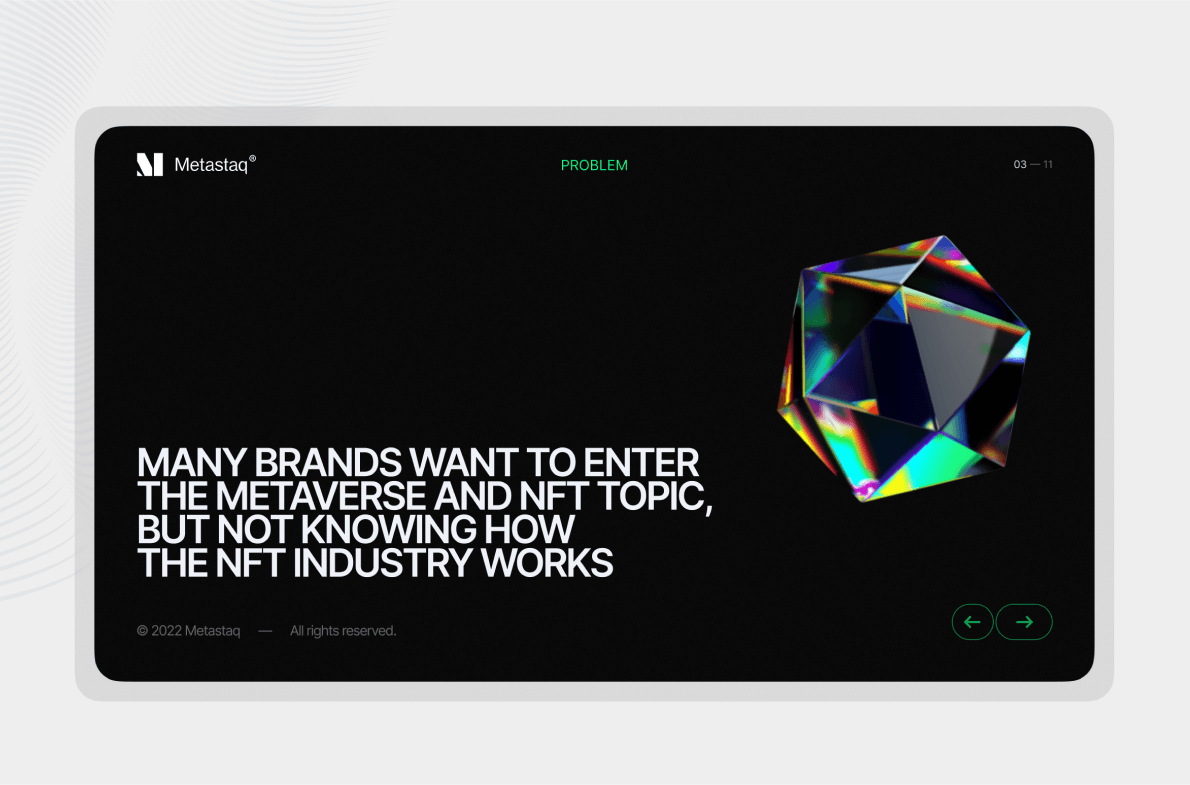 Metastaq®
PROBLEM
03 — 11
MANY BRANDS WANT TO ENTER
THE METAVERSE AND NFT TOPIC,
BUT NOT KNOWING HOW
THE NFT INDUSTRY WORKS
© 2022 Metastaq — All rights reserved.